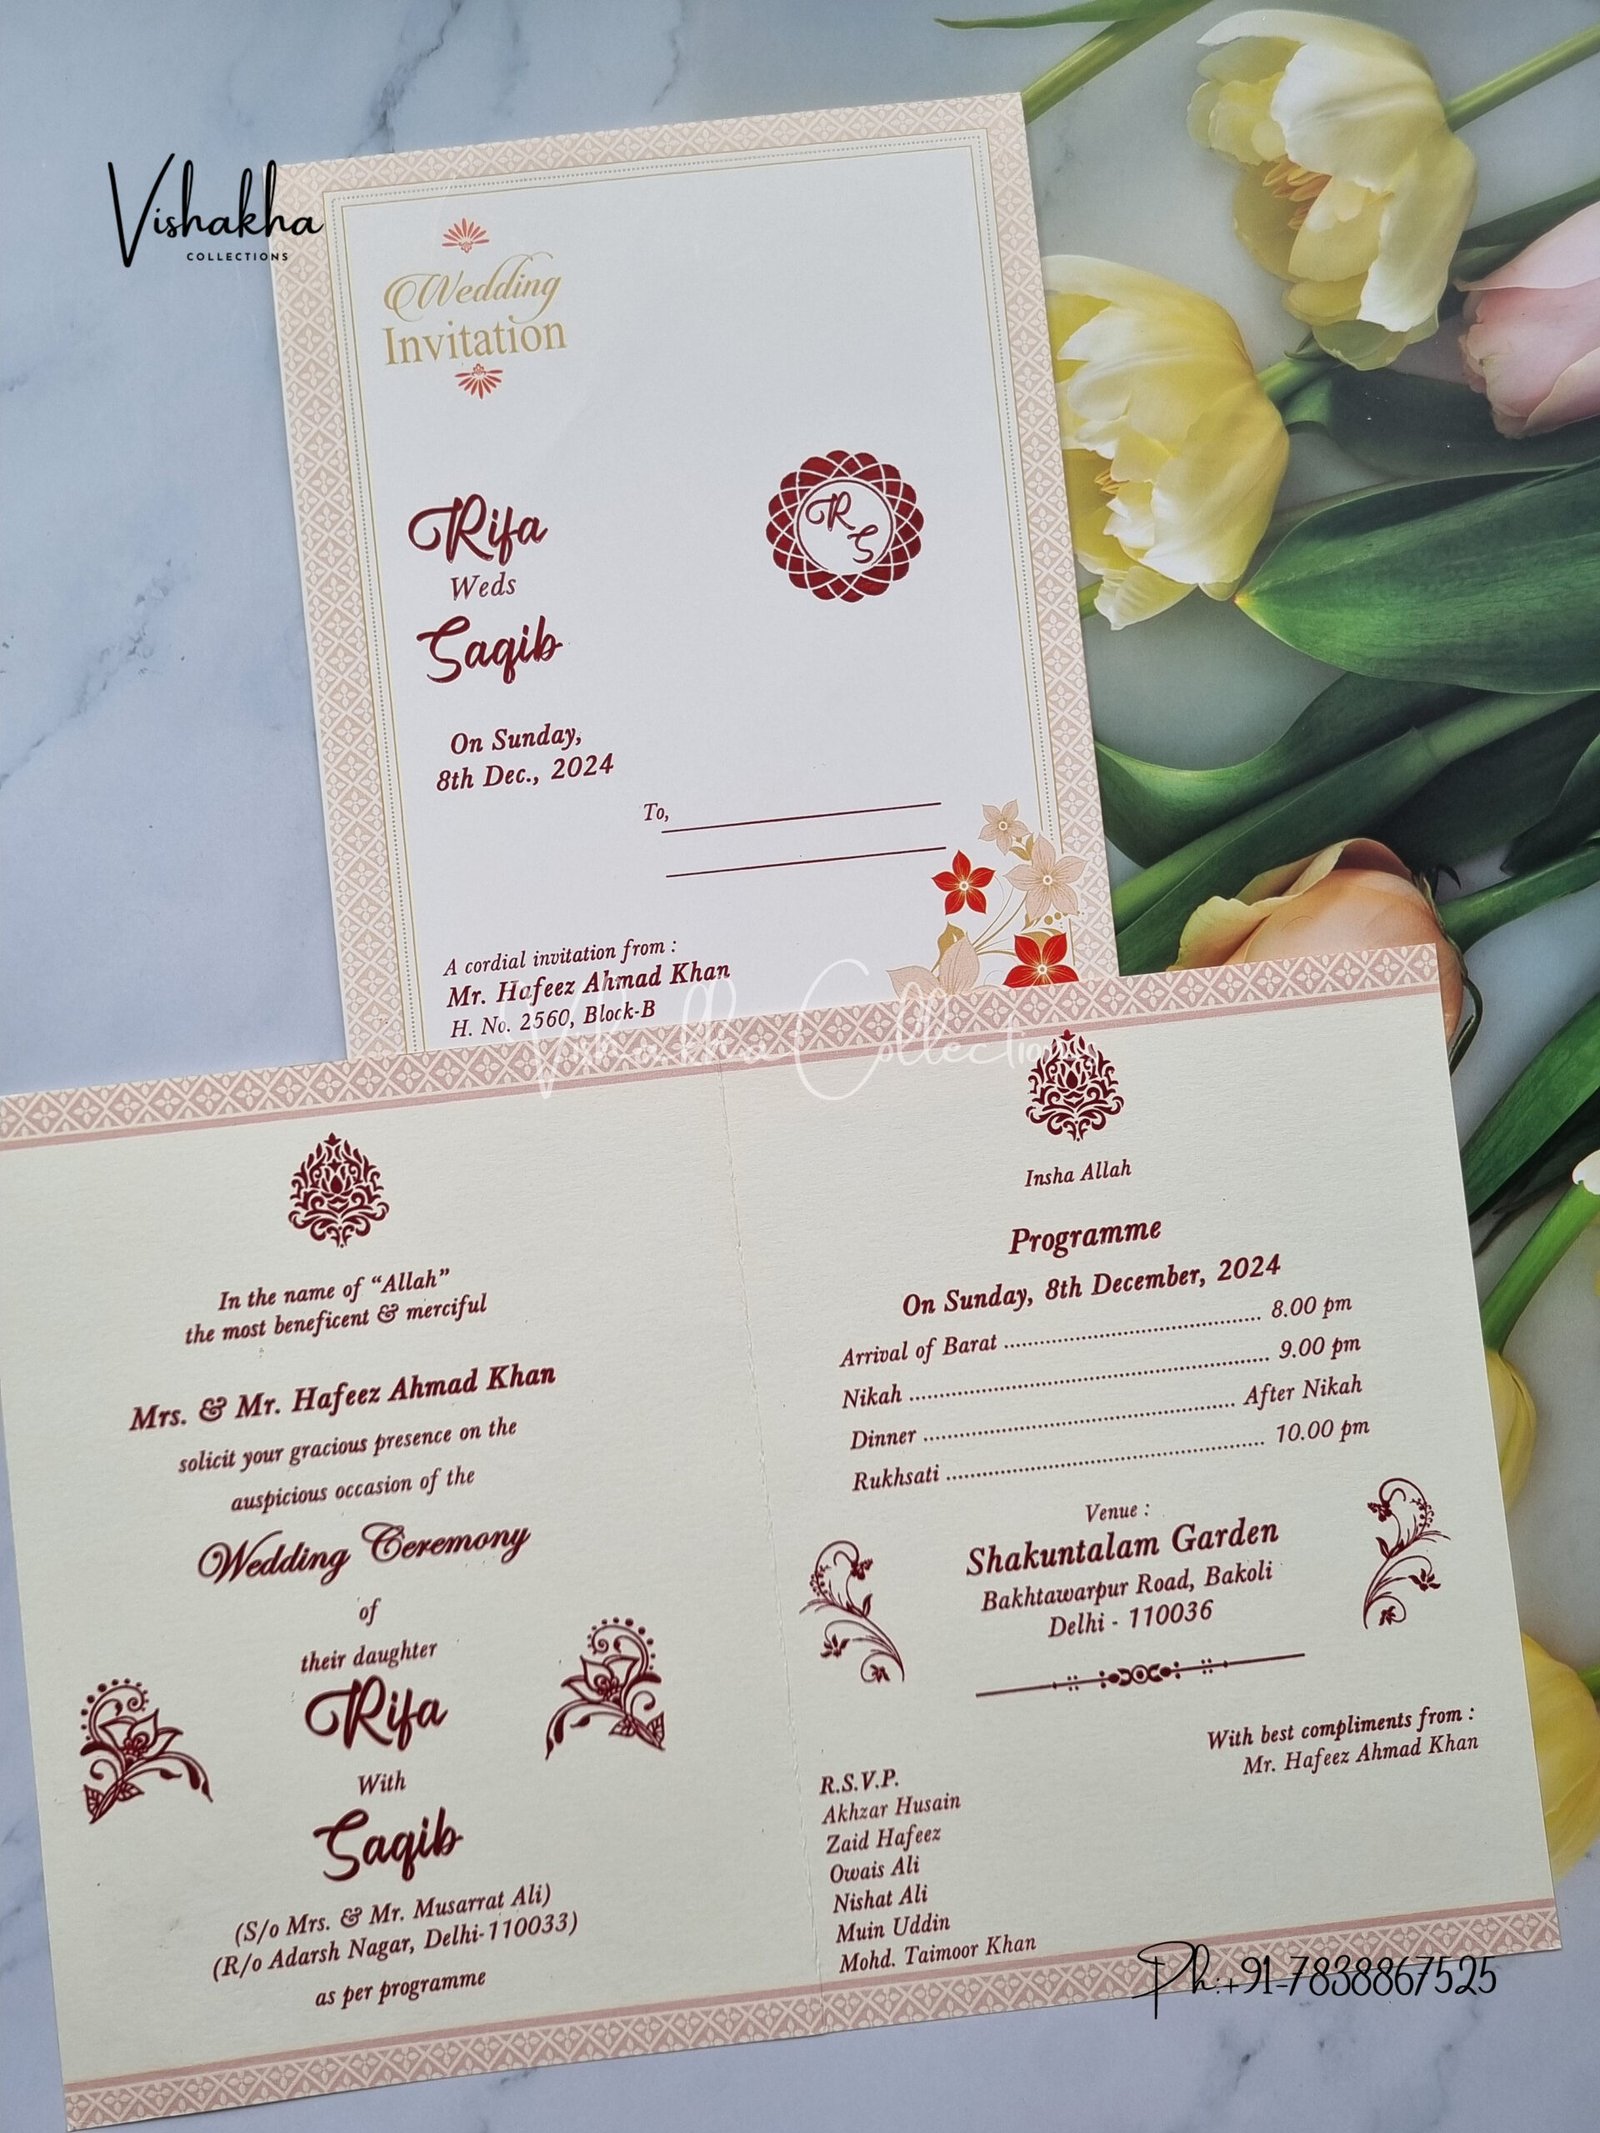 Vishakha
COLLECTIONS
Wedding
Invitation
Rifa
Weds
Saqib
R
S
On Sunday,
8th Dec., 2024
To,
A cordial invitation from :
Mr. Hafeez Ahmad Khan
H. No. 2560, Block-B
Vishakha Collections
In the name of “Allah”
the most beneficent & merciful
Mrs. & Mr. Hafeez Ahmad Khan
solicit your gracious presence on the
auspicious occasion of the
Wedding Ceremony
of
their daughter
Rifa
With
Saqib
(S/o Mrs. & Mr. Musarrat Ali)
(R/o Adarsh Nagar, Delhi-110033)
as per programme
Insha Allah
Programme
On Sunday, 8th December, 2024
Arrival of Barat ........................................ 8.00 pm
Nikah ........................................ 9.00 pm
Dinner ........................................ After Nikah
Rukhsati ........................................ 10.00 pm
Venue :
Shakuntalam Garden
Bakhtawarpur Road, Bakoli
Delhi - 110036
With best compliments from :
Mr. Hafeez Ahmad Khan
R.S.V.P.
Akhzar Husain
Zaid Hafeez
Owais Ali
Nishat Ali
Muin Uddin
Mohd. Taimoor Khan
Ph:+91-7838867525